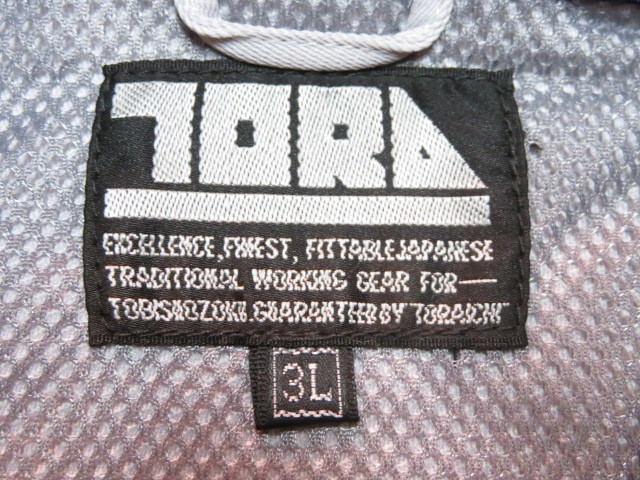 TORA
EXCELLENCE, FINEST, FITTABLE JAPANESE
TRADITIONAL WORKING GEAR FOR—
TOBISHOZOKU. GUARANTEED BY TORAICHI
3L